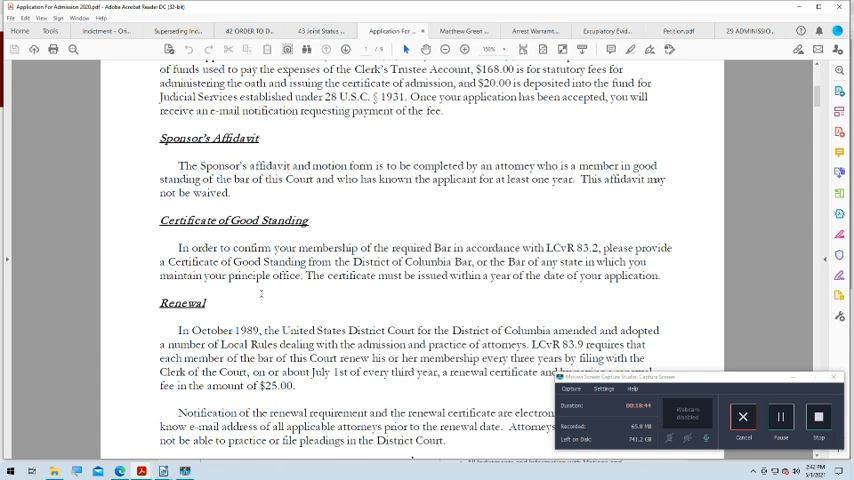 Application For Admission 2020.pdf - Adobe Acrobat Reader DC (32-bit)
File Edit View Sign Window Help
Home Tools Indictment - Ori... Superseding Indi... 42 ORDER TO D... 43 Joint Status ... Application For ... × Matthew Green ... Arrest Warrant... Excupiatory Evid... Petition.pdf 29 ADMISSION...
1 / 9 150%
of funds used to pay the expenses of the Clerk's Trustee Account, $168.00 is for statutory fees for
administering the oath and issuing the certificate of admission, and $20.00 is deposited into the fund for
Judicial Services established under 28 U.S.C. § 1931. Once your application has been accepted, you will
receive an e-mail notification requesting payment of the fee.
Sponsor's Affidavit
The Sponsor's affidavit and motion form is to be completed by an attorney who is a member in good
standing of the bar of this Court and who has known the applicant for at least one year. This affidavit may
not be waived.
Certificate of Good Standing
In order to confirm your membership of the required Bar in accordance with LCvR 83.2, please provide
a Certificate of Good Standing from the District of Columbia Bar, or the Bar of any state in which you
maintain your principle office. The certificate must be issued within a year of the date of your application.
Renewal
In October 1989, the United States District Court for the District of Columbia amended and adopted
a number of Local Rules dealing with the admission and practice of attorneys. LCvR 83.9 requires that
each member of the bar of this Court renew his or her membership every three years by filing with the
Clerk of the Court, on or about July 1st of every third year, a renewal certificate and
fee in the amount of $25.00.
Notification of the renewal requirement and the renewal certificate are electron
know e-mail address of all applicable attorneys prior to the renewal date. Attorneys
not be able to practice or file pleadings in the District Court.
Movavi Screen Capture Studio: Capture Screen
Capture Settings Help
Duration: 00:18:44
Recorded: 65.8 MB
Left on Disk: 741.2 GB
Webcam disabled
Cancel Pause Stop
2:42 PM
5/1/2021